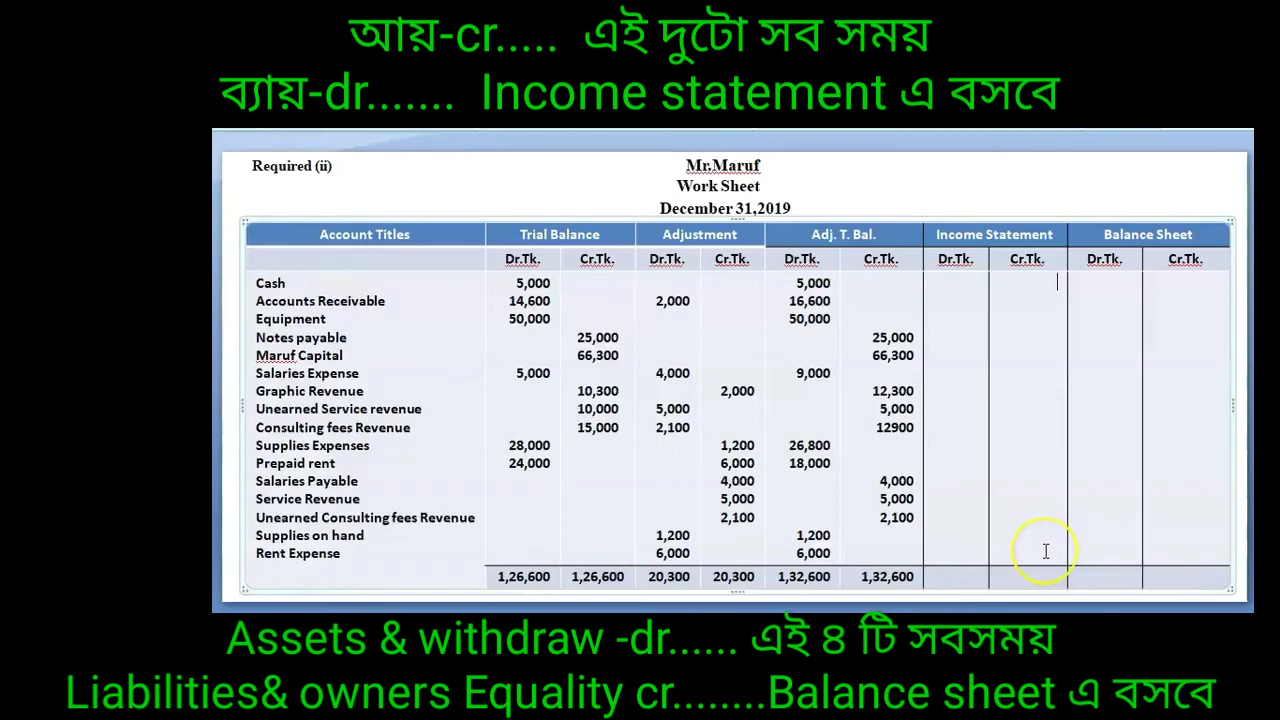 আয়-cr..... এই দুটো সব সময়
ব্যায়-dr....... Income statement এ বসবে
Required (ii)
Mr.Maruf
Work Sheet
December 31,2019
Account Titles Trial Balance Adjustment Adj. T. Bal. Income Statement Balance Sheet
Dr.Tk. Cr.Tk. Dr.Tk. Cr.Tk. Dr.Tk. Cr.Tk. Dr.Tk. Cr.Tk. Dr.Tk. Cr.Tk.
Cash 5,000 5,000
Accounts Receivable 14,600 2,000 16,600
Equipment 50,000 50,000
Notes payable 25,000 25,000
Maruf Capital 66,300 66,300
Salaries Expense 5,000 4,000 9,000
Graphic Revenue 10,300 2,000 12,300
Unearned Service revenue 10,000 5,000 5,000
Consulting fees Revenue 15,000 2,100 12900
Supplies Expenses 28,000 1,200 26,800
Prepaid rent 24,000 6,000 18,000
Salaries Payable 4,000 4,000
Service Revenue 5,000 5,000
Unearned Consulting fees Revenue 2,100 2,100
Supplies on hand 1,200 1,200
Rent Expense 6,000 6,000
1,26,600 1,26,600 20,300 20,300 1,32,600 1,32,600
Assets & withdraw -dr...... এই ৪ টি সবসময়
Liabilities& owners Equality cr........Balance sheet এ বসবে